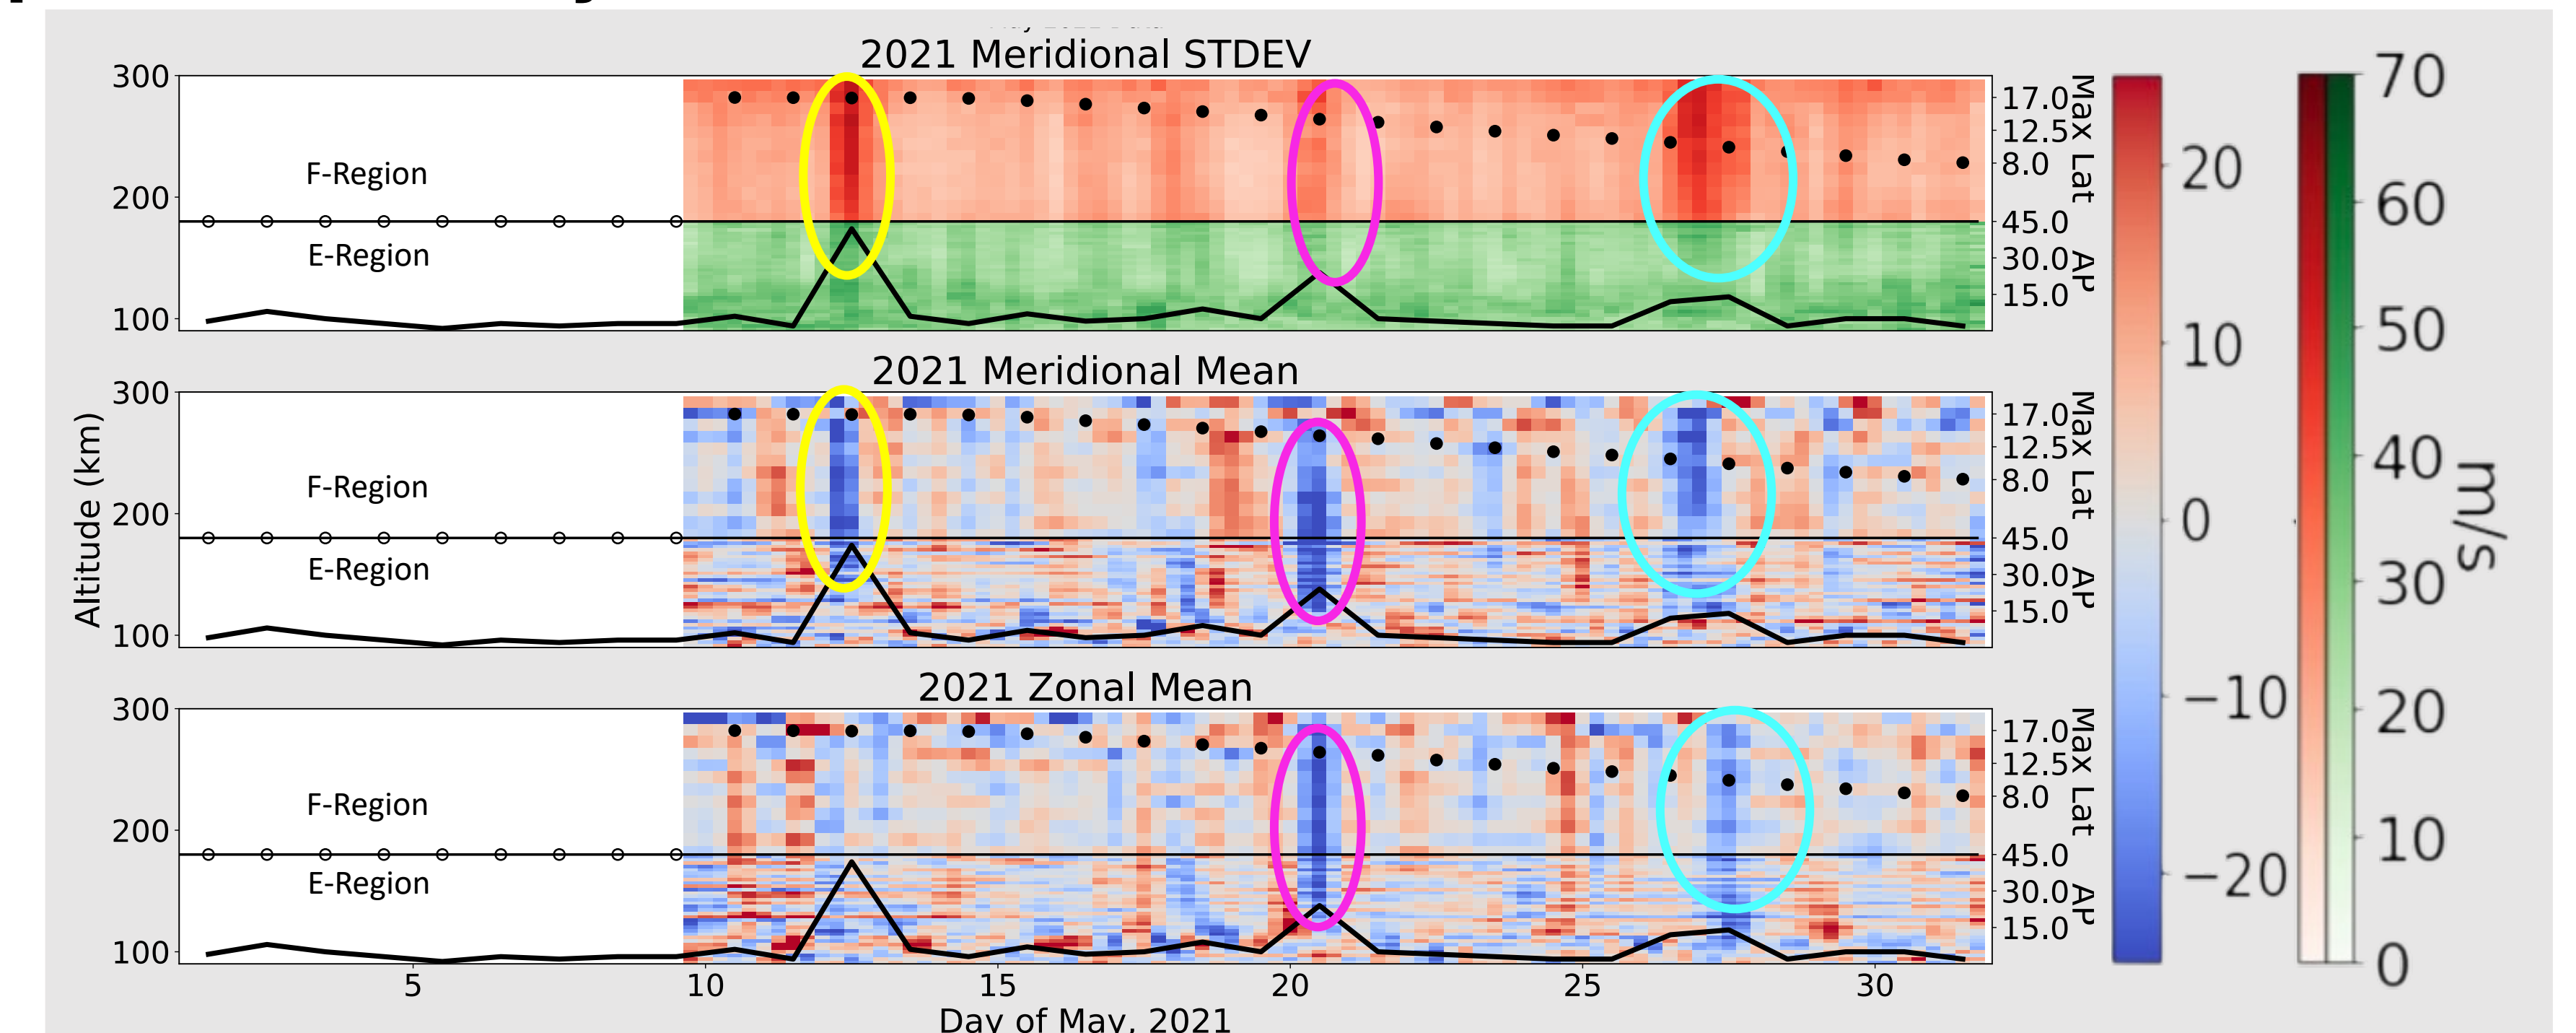 2021 Meridional STDEV
300
200
100
F-Region
E-Region
17.0
12.5
8.0
Max Lat
45.0
30.0
15.0
AP
2021 Meridional Mean
300
200
100
Altitude (km)
F-Region
E-Region
17.0
12.5
8.0
Max Lat
45.0
30.0
15.0
AP
2021 Zonal Mean
300
200
100
F-Region
E-Region
17.0
12.5
8.0
Max Lat
45.0
30.0
15.0
AP
5 10 15 20 25 30
Day of May, 2021
20
10
0
−10
−20
70
60
50
40
30
20
10
0
m/s